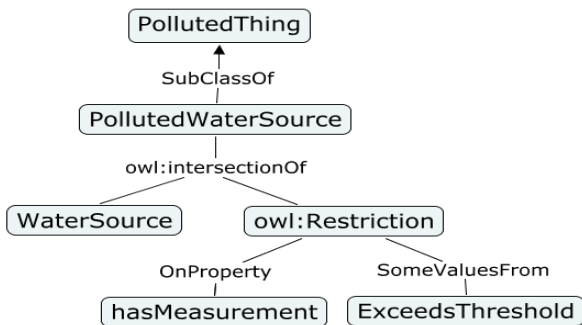 PollutedThing
SubClassOf
PollutedWaterSource
owl:intersectionOf
WaterSource owl:Restriction
OnProperty SomeValuesFrom
hasMeasurement ExceedsThreshold